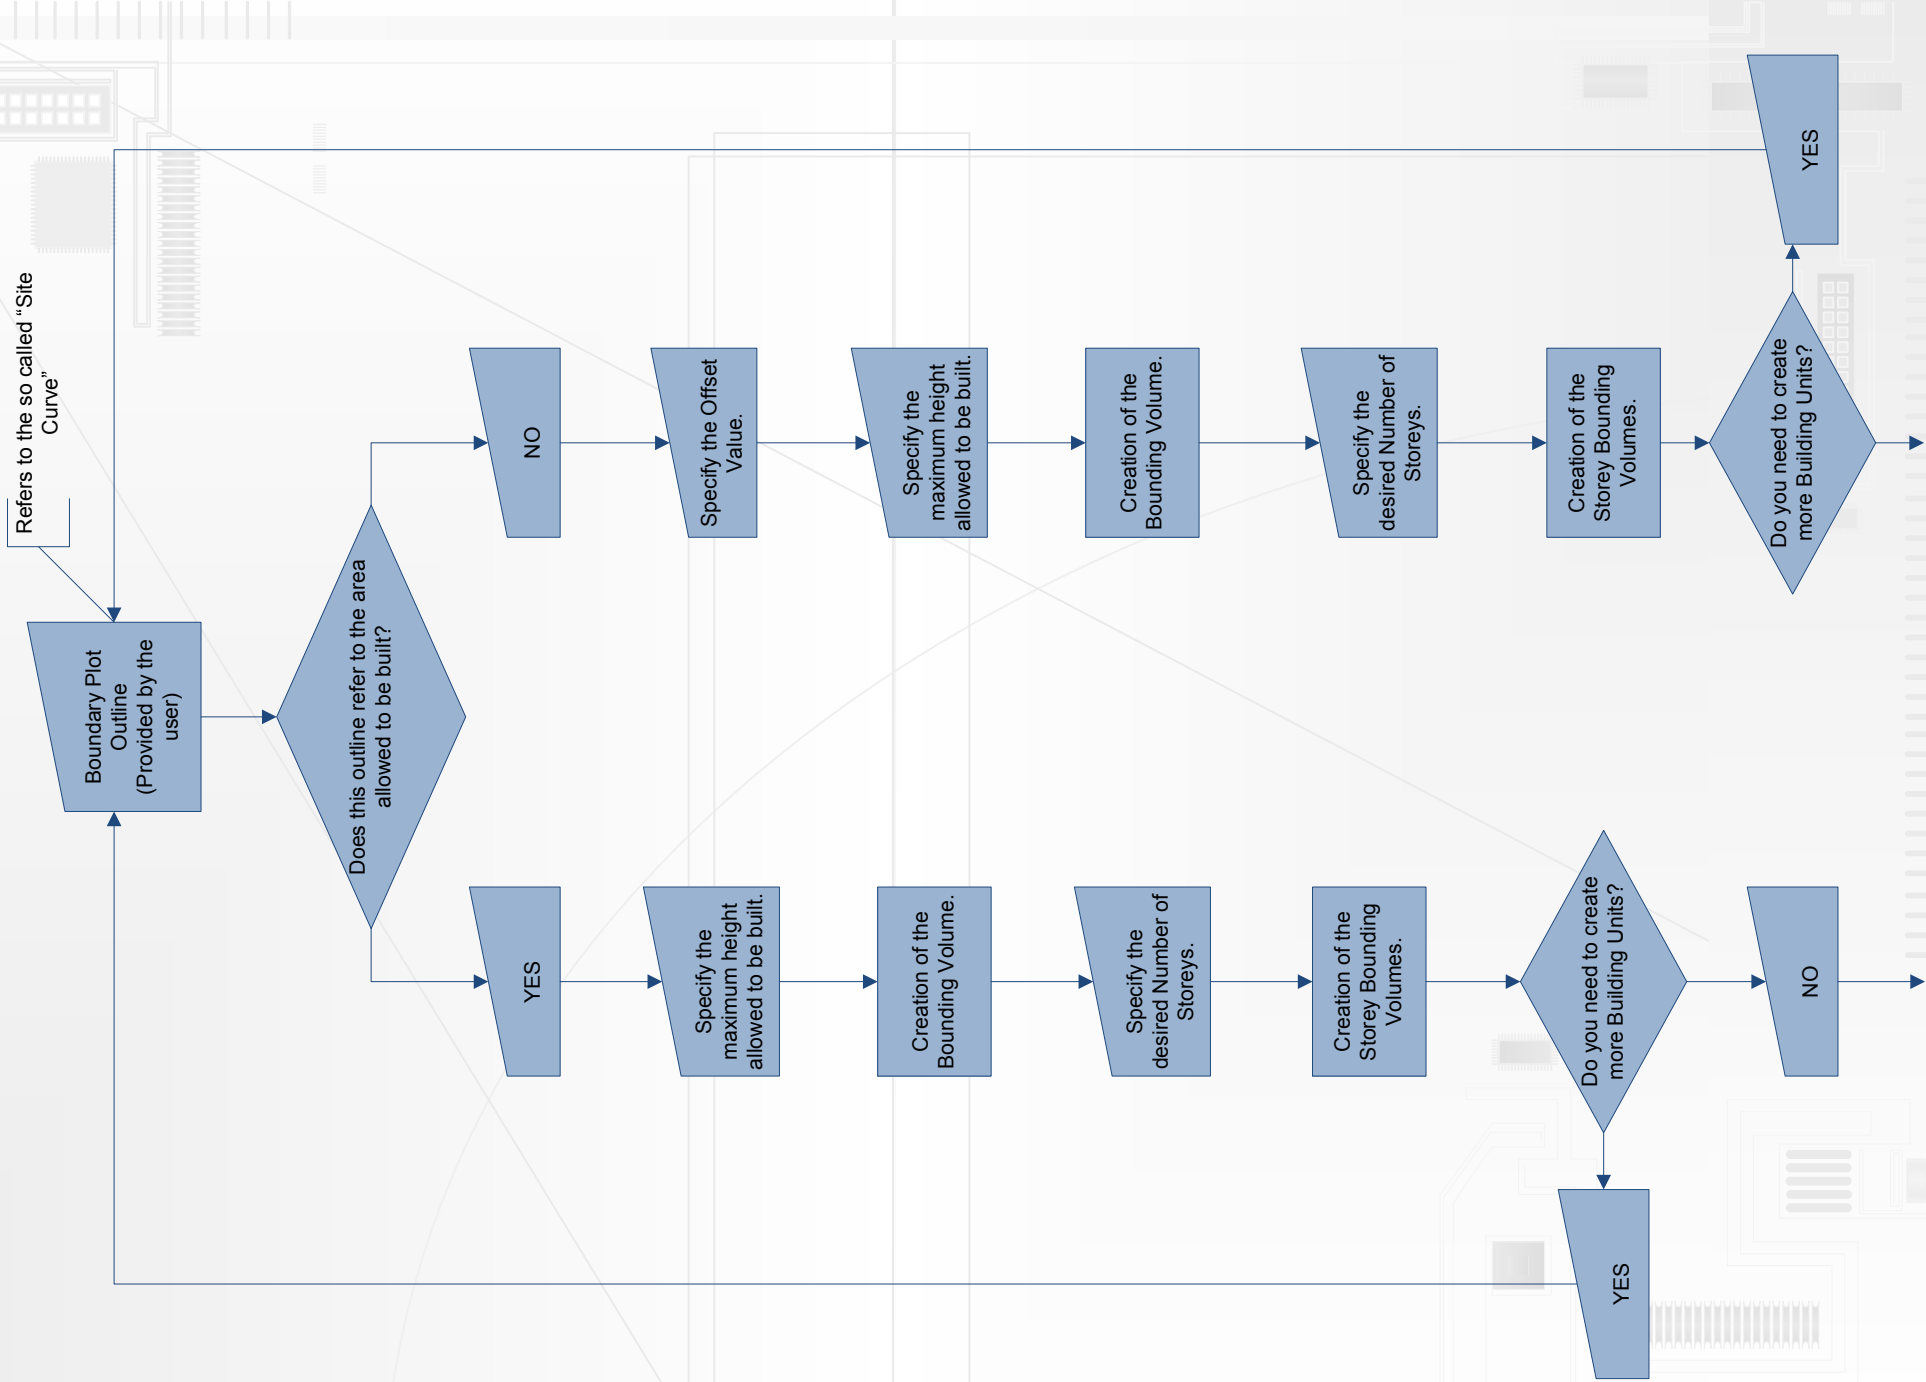 Refers to the so called “Site
Curve”
Boundary Plot
Outline
(Provided by the
user)
Does this outline refer to the area
allowed to be built?
YES
Specify the
maximum height
allowed to be built.
Creation of the
Bounding Volume.
Specify the
desired Number of
Storeys.
Creation of the
Storey Bounding
Volumes.
Do you need to create
more Building Units?
YES
NO
NO
Specify the Offset
Value.
Specify the
maximum height
allowed to be built.
Creation of the
Bounding Volume.
Specify the
desired Number of
Storeys.
Creation of the
Storey Bounding
Volumes.
Do you need to create
more Building Units?
YES